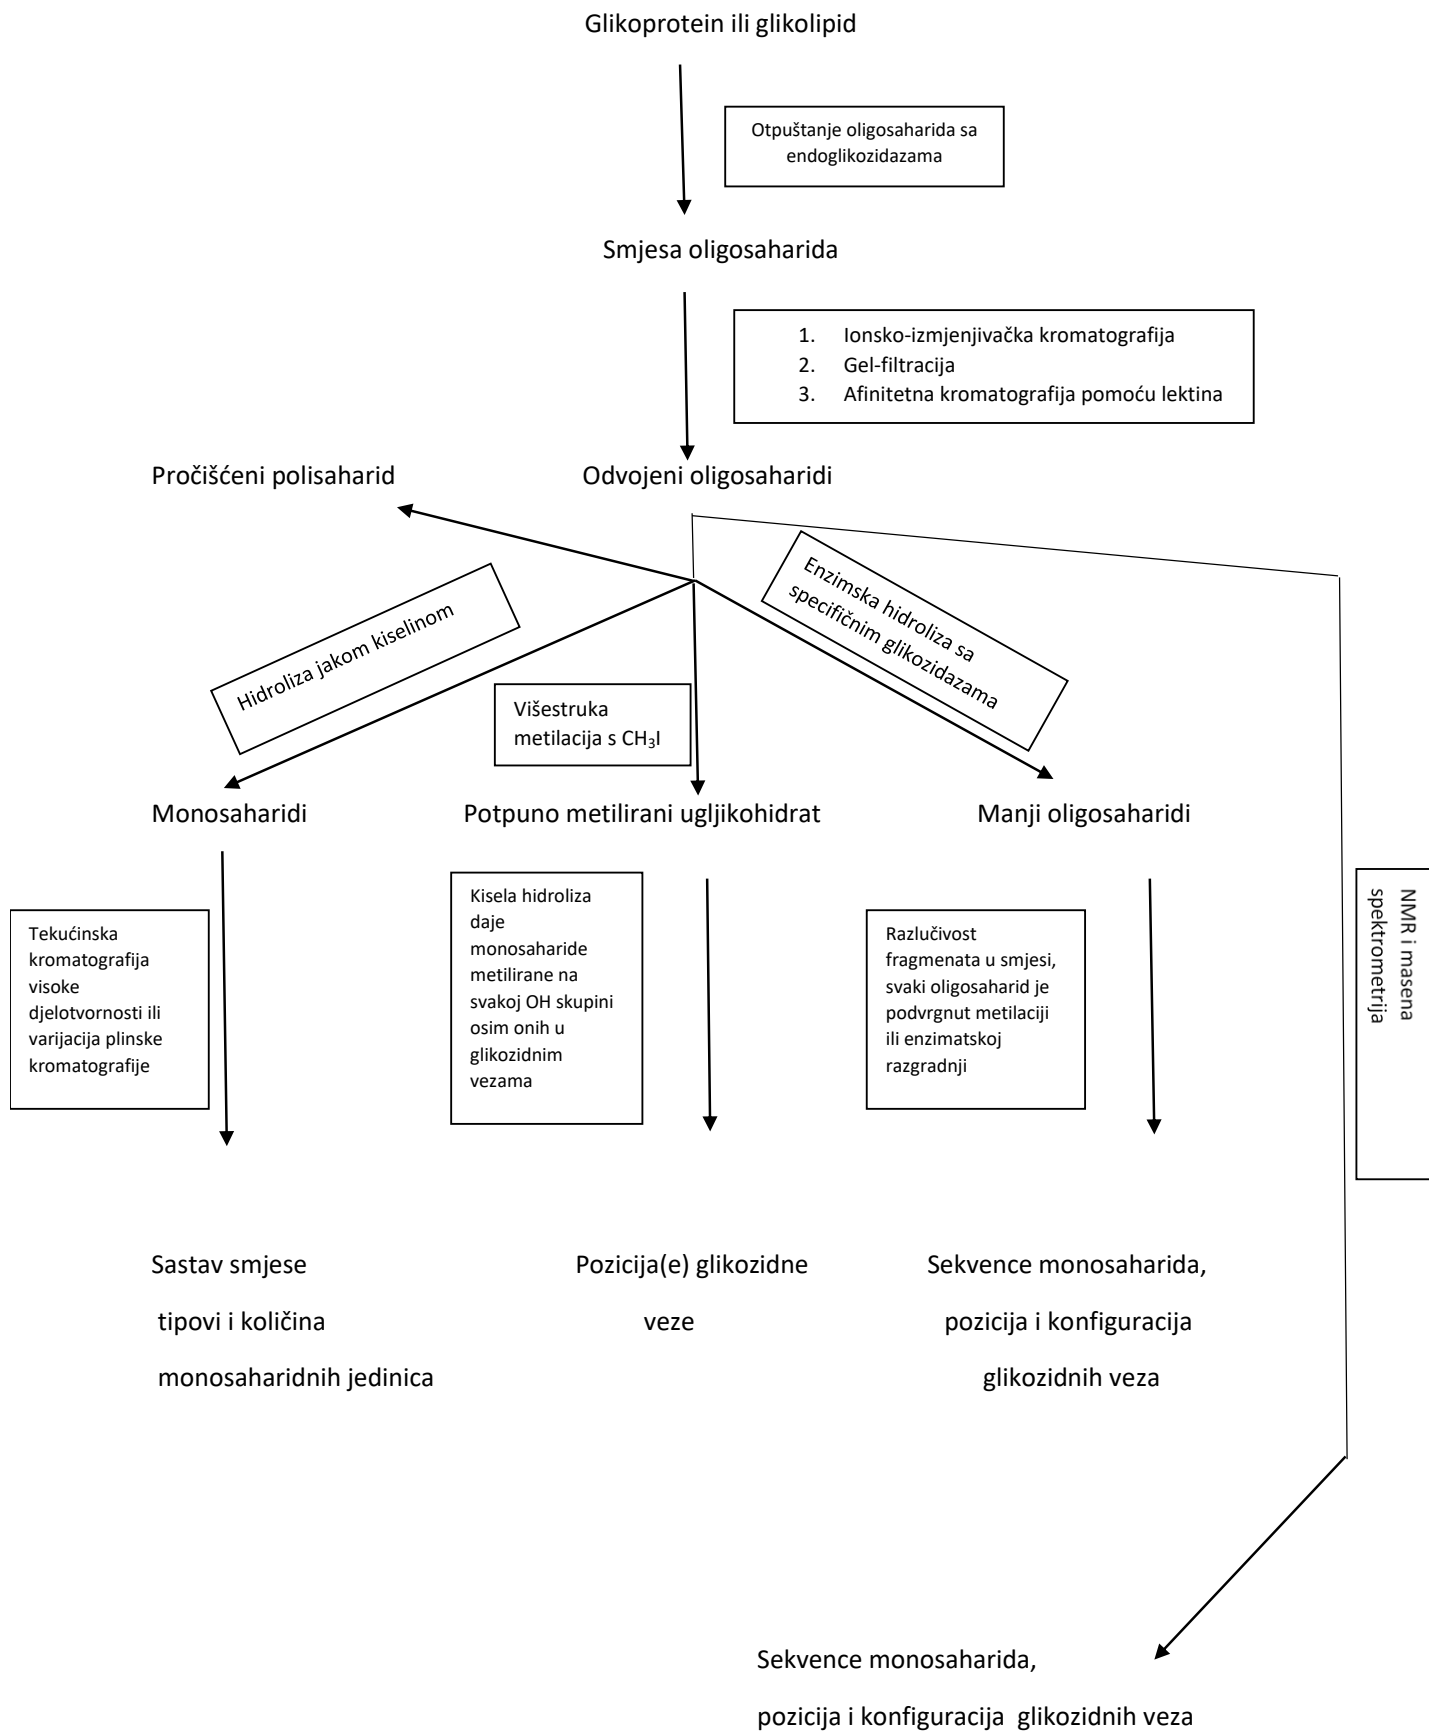 Glikoprotein ili glikolipid
Otpuštanje oligosaharida sa
endoglikozidazama
Smjesa oligosaharida
1. Ionsko-izmjenjivačka kromatografija
2. Gel-filtracija
3. Afinitetna kromatografija pomoću lektina
Pročišćeni polisaharid
Odvojeni oligosaharidi
Hidroliza jakom kiselinom
Višestruka
metilacija s CH₃I
Enzimska hidroliza sa
specifičnim glikozidazama
Monosaharidi
Potpuno metilirani ugljikohidrat
Manji oligosaharidi
Tekućinska
kromatografija
visoke
djelotvornosti ili
varijacija plinske
kromatografije
Kisela hidroliza
daje
monosaharide
metilirane na
svakoj OH skupini
osim onih u
glikozidnim
vezama
Razlučivost
fragmenata u smjesi,
svaki oligosaharid je
podvrgnut metilaciji
ili enzimatskoj
razgradnji
NMR i masena
spektrometrija
Sastav smjese
tipovi i količina
monosaharidnih jedinica
Pozicija(e) glikozidne
veze
Sekvence monosaharida,
pozicija i konfiguracija
glikozidnih veza
Sekvence monosaharida,
pozicija i konfiguracija glikozidnih veza